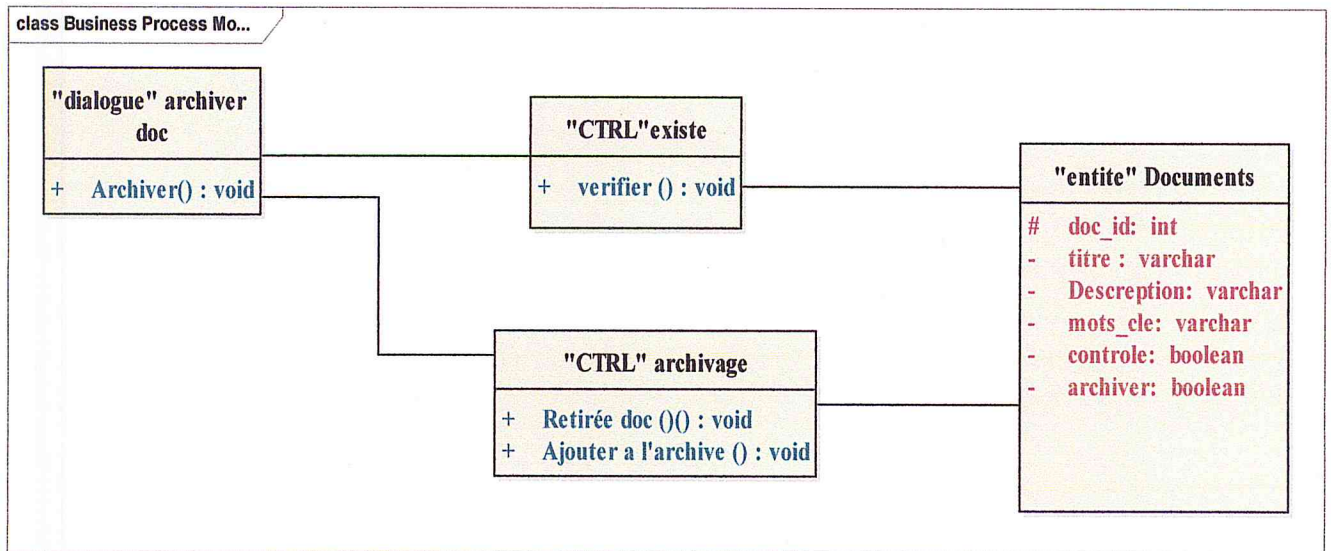 class Business Process Mo...
"dialogue" archiver
doc
+ Archiver() : void
"CTRL"existe
+ verifier () : void
"CTRL" archivage
+ Retirée doc ()() : void
+ Ajouter a l'archive () : void
"entite" Documents
# doc_id: int
- titre : varchar
- Descreption: varchar
- mots_cle: varchar
- controle: boolean
- archiver: boolean